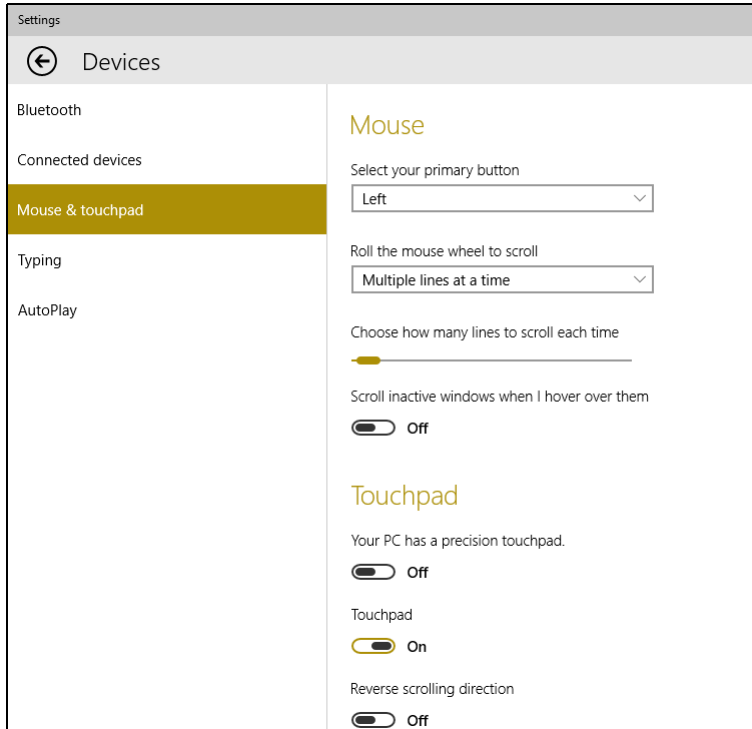 Settings
Devices
Bluetooth
Connected devices
Mouse & touchpad
Typing
AutoPlay
Mouse
Select your primary button
Left
Roll the mouse wheel to scroll
Multiple lines at a time
Choose how many lines to scroll each time
Scroll inactive windows when I hover over them
Off
Touchpad
Your PC has a precision touchpad.
Off
Touchpad
On
Reverse scrolling direction
Off